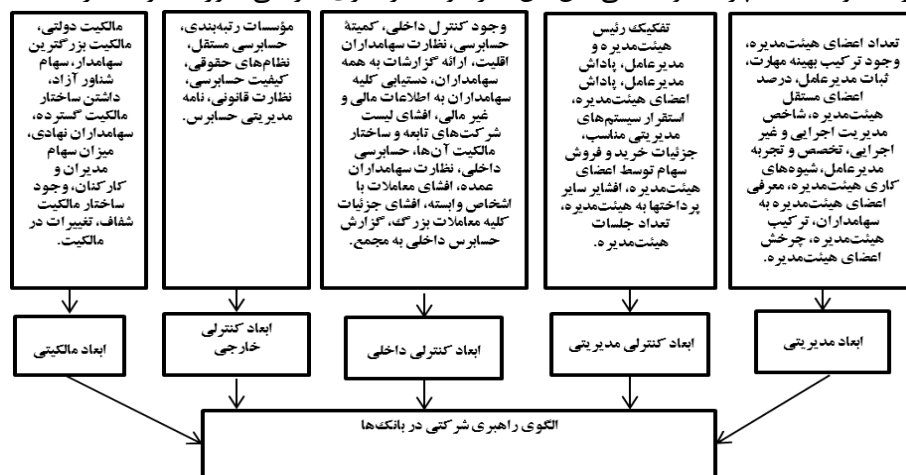 تعداد اعضای هیئت‌مدیره،
وجود ترکیب بهینه مهارت،
ثبات مدیرعامل، درصد
اعضای مستقل
هیئت‌مدیره، شاخص
مدیریت اجرایی و غیر
اجرایی، تخصص و تجربه
مدیرعامل، شیوه‌های
کاری هیئت‌مدیره، معرفی
اعضای هیئت‌مدیره به
سهامداران، ترکیب
هیئت‌مدیره، چرخش
اعضای هیئت‌مدیره.
تفکیک رئیس
هیئت‌مدیره و
مدیرعامل، پاداش
مدیرعامل، پاداش
اعضای هیئت‌مدیره،
استقرار سیستم‌های
مدیریتی مناسب،
جزئیات خرید و فروش
سهام توسط اعضای
هیئت‌مدیره، افشایر سایر
پرداختها به هیئت‌مدیره،
تعداد جلسات
هیئت‌مدیره.
وجود کنترل داخلی، کمیتهٔ
حسابرسی، نظارت سهامداران
اقلیت، ارائه گزارشات به همه
سهامداران، دستیابی کلیه
سهامداران به اطلاعات مالی و
غیر مالی، افشای لیست
شرکت‌های تابعه و ساختار
مالکیت آن‌ها، حسابرسی
داخلی، نظارت سهامداران
عمده، افشای معاملات با
اشخاص وابسته، افشای جزئیات
کلیه معاملات بزرگ، گزارش
حسابرس داخلی به مجمع.
مؤسسات رتبه‌بندی،
حسابرسی مستقل،
نظام‌های حقوقی،
کیفیت حسابرسی،
نظارت قانونی، نامه
مدیریتی حسابرس.
مالکیت دولتی،
مالکیت بزرگترین
سهامدار، سهام
شناور آزاد،
داشتن ساختار
مالکیت گسترده،
سهامداران نهادی،
میزان سهام
مدیران و
کارکنان، وجود
ساختار مالکیت
شفاف، تغییرات در
مالکیت.
ابعاد مدیریتی
ابعاد کنترلی مدیریتی
ابعاد کنترلی داخلی
ابعاد کنترلی
خارجی
ابعاد مالکیتی
الگوی راهبری شرکتی در بانک‌ها